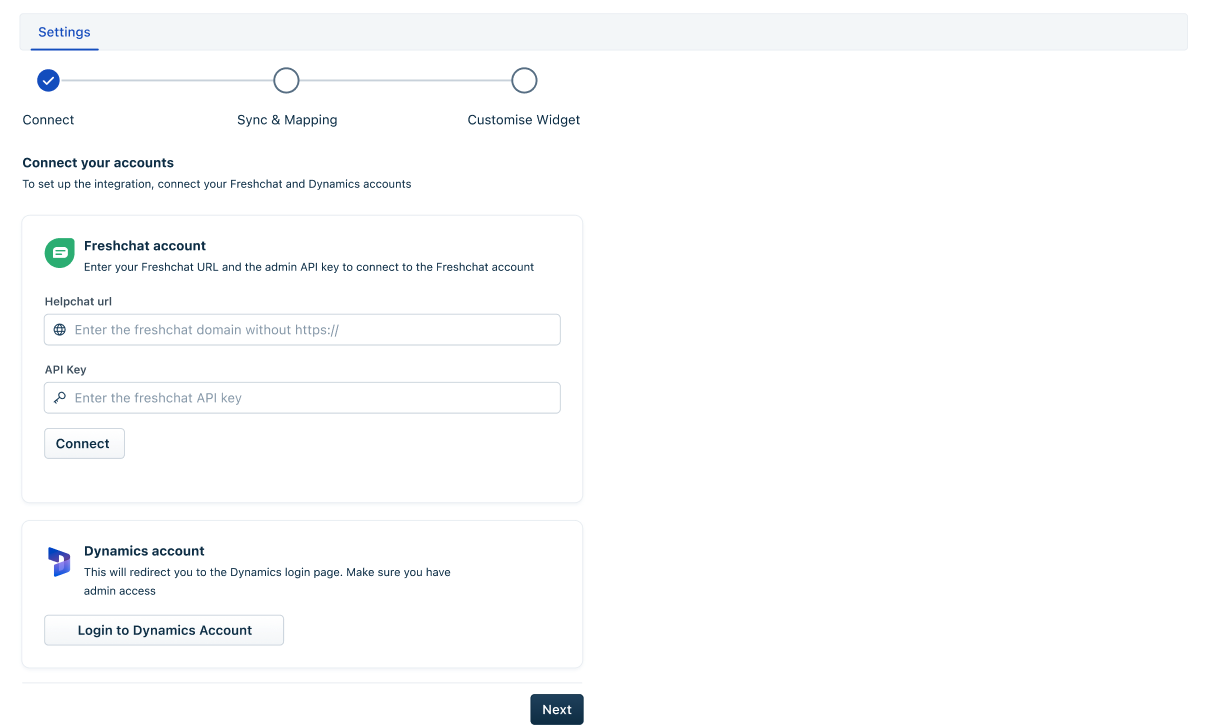 Settings
Connect
Sync & Mapping
Customise Widget
Connect your accounts
To set up the integration, connect your Freshchat and Dynamics accounts
Freshchat account
Enter your Freshchat URL and the admin API key to connect to the Freshchat account
Helpchat url
Enter the freshchat domain without https://
API Key
Enter the freshchat API key
Connect
Dynamics account
This will redirect you to the Dynamics login page. Make sure you have
admin access
Login to Dynamics Account
Next